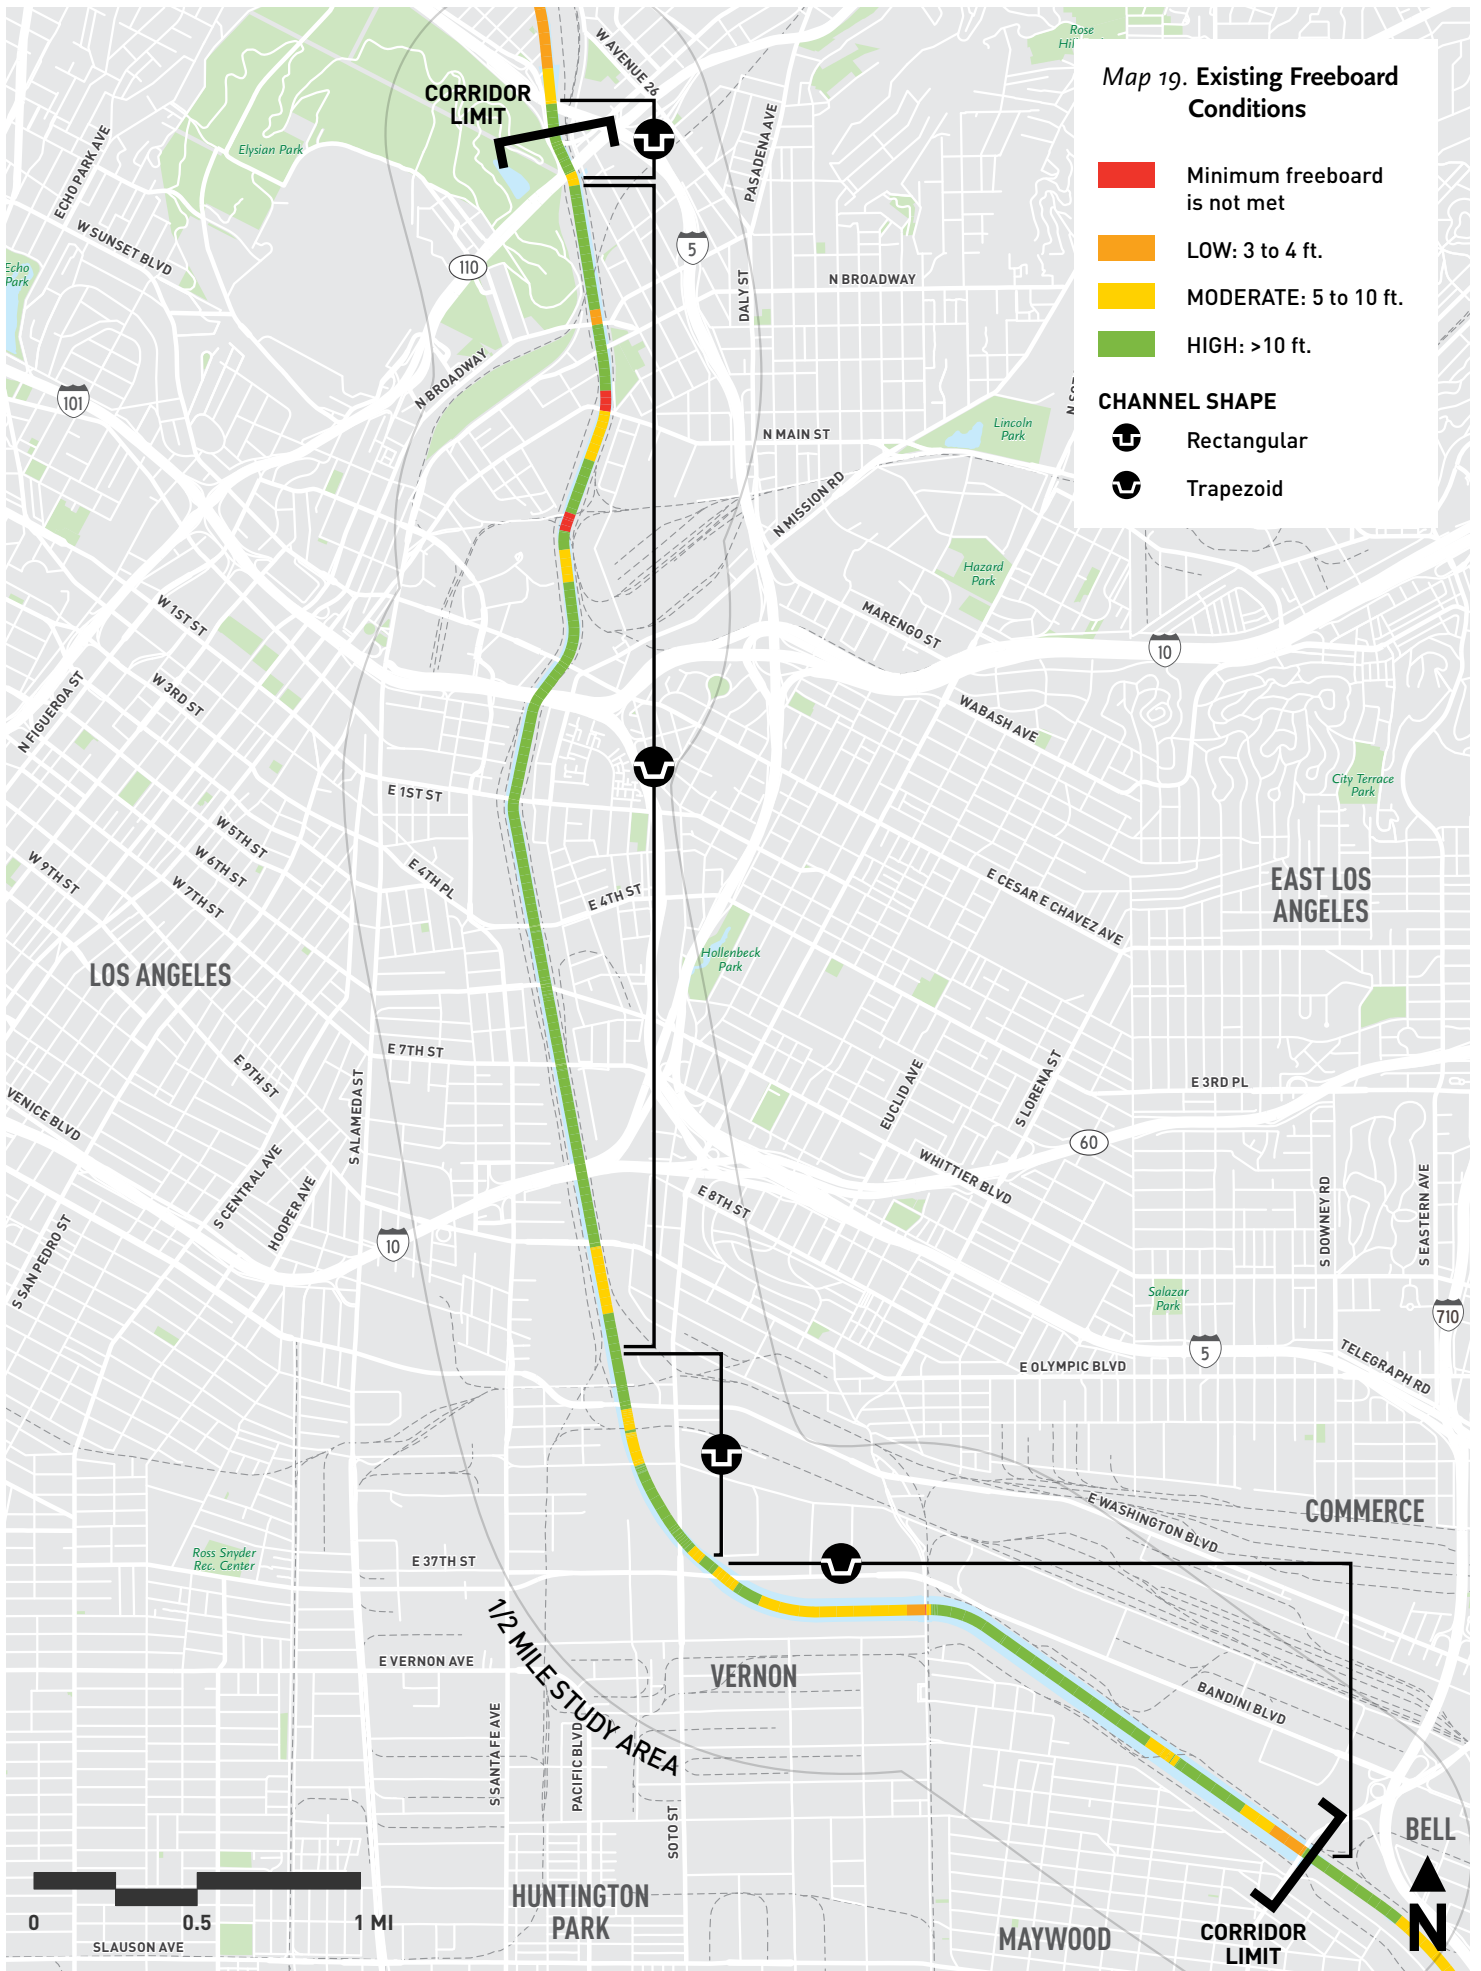 Rose
Hil
W AVENUE 26
Map 19. Existing Freeboard
Conditions
CORRIDOR
LIMIT
Elysian Park
ECHO PARK AVE
PASADENA AVE
Minimum freeboard
is not met
LOW: 3 to 4 ft.
MODERATE: 5 to 10 ft.
HIGH: >10 ft.
CHANNEL SHAPE
Rectangular
Trapezoid
W SUNSET BLVD
Echo
Park
110
5
DALY ST
N BROADWAY
N BROADWAY
101
Lincoln
Park
N MAIN ST
N MISSION RD
Hazard
Park
W 1ST ST
MARENGO ST
10
N FIGUEROA ST
W 3RD ST
WABASH AVE
City Terrace
Park
E 1ST ST
W 5TH ST
W 6TH ST
W 7TH ST
W 9TH ST
E 4TH PL
E 4TH ST
E CESAR E CHAVEZ AVE
EAST LOS
ANGELES
LOS ANGELES
Hollenbeck
Park
E 7TH ST
E 9TH ST
S ALAMEDA ST
VENICE BLVD
EUCLID AVE
S LORENA ST
E 3RD PL
60
WHITTIER BLVD
S CENTRAL AVE
HOOPER AVE
E 8TH ST
S DOWNEY RD
S EASTERN AVE
S SAN PEDRO ST
10
Salazar
Park
710
5
E OLYMPIC BLVD
TELEGRAPH RD
E WASHINGTON BLVD
COMMERCE
Ross Snyder
Rec. Center
E 37TH ST
1/2 MILE STUDY AREA
E VERNON AVE
VERNON
BANDINI BLVD
S SANTA FE AVE
PACIFIC BLVD
SOTO ST
BELL
HUNTINGTON
PARK
MAYWOOD
CORRIDOR
LIMIT
N
0 0.5 1 MI
SLAUSON AVE